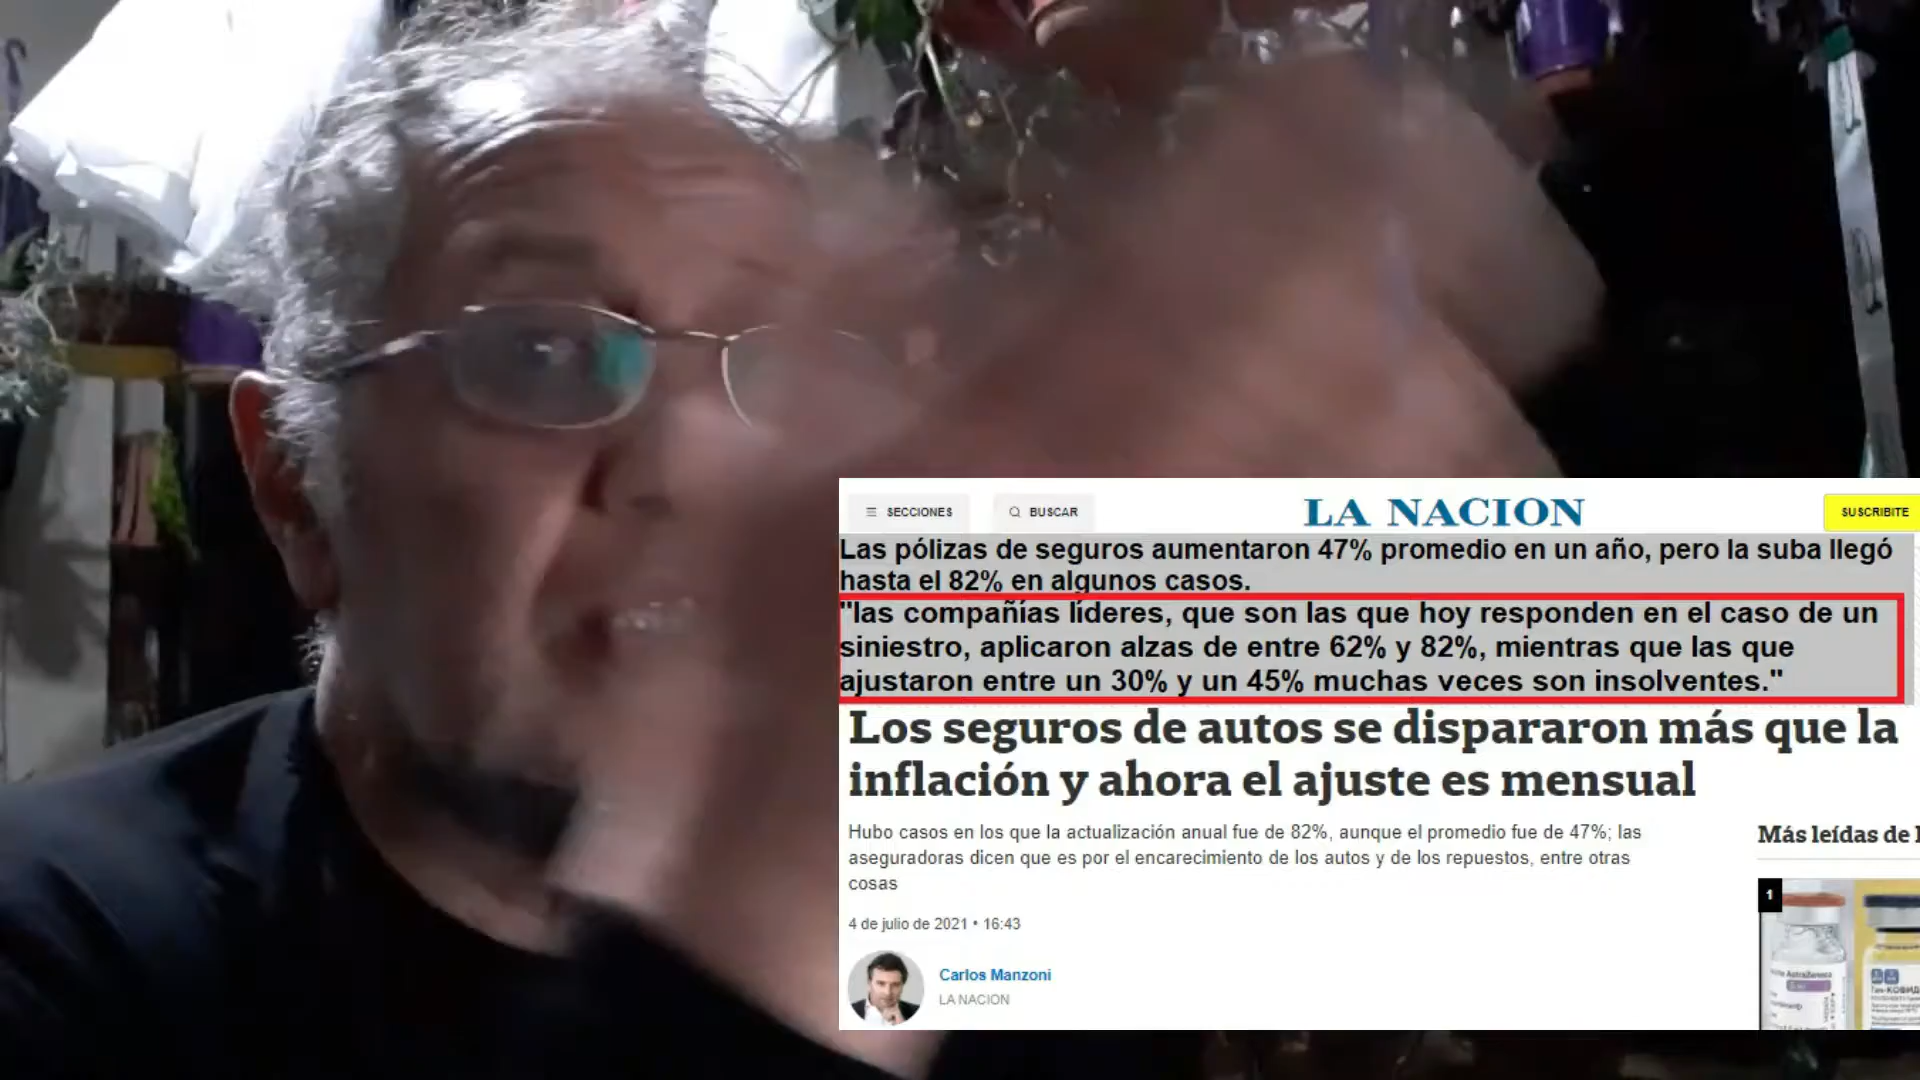 SECCIONES
BUSCAR
LA NACION
SUSCRIBITE
Las pólizas de seguros aumentaron 47% promedio en un año, pero la suba llegó
hasta el 82% en algunos casos.
"las compañías líderes, que son las que hoy responden en el caso de un
siniestro, aplicaron alzas de entre 62% y 82%, mientras que las que
ajustaron entre un 30% y un 45% muchas veces son insolventes."
Los seguros de autos se dispararon más que la
inflación y ahora el ajuste es mensual
Hubo casos en los que la actualización anual fue de 82%, aunque el promedio fue de 47%; las
aseguradoras dicen que es por el encarecimiento de los autos y de los repuestos, entre otras
cosas
Más leídas de
4 de julio de 2021 • 16:43
1
Carlos Manzoni
LA NACION
AstraZeneca